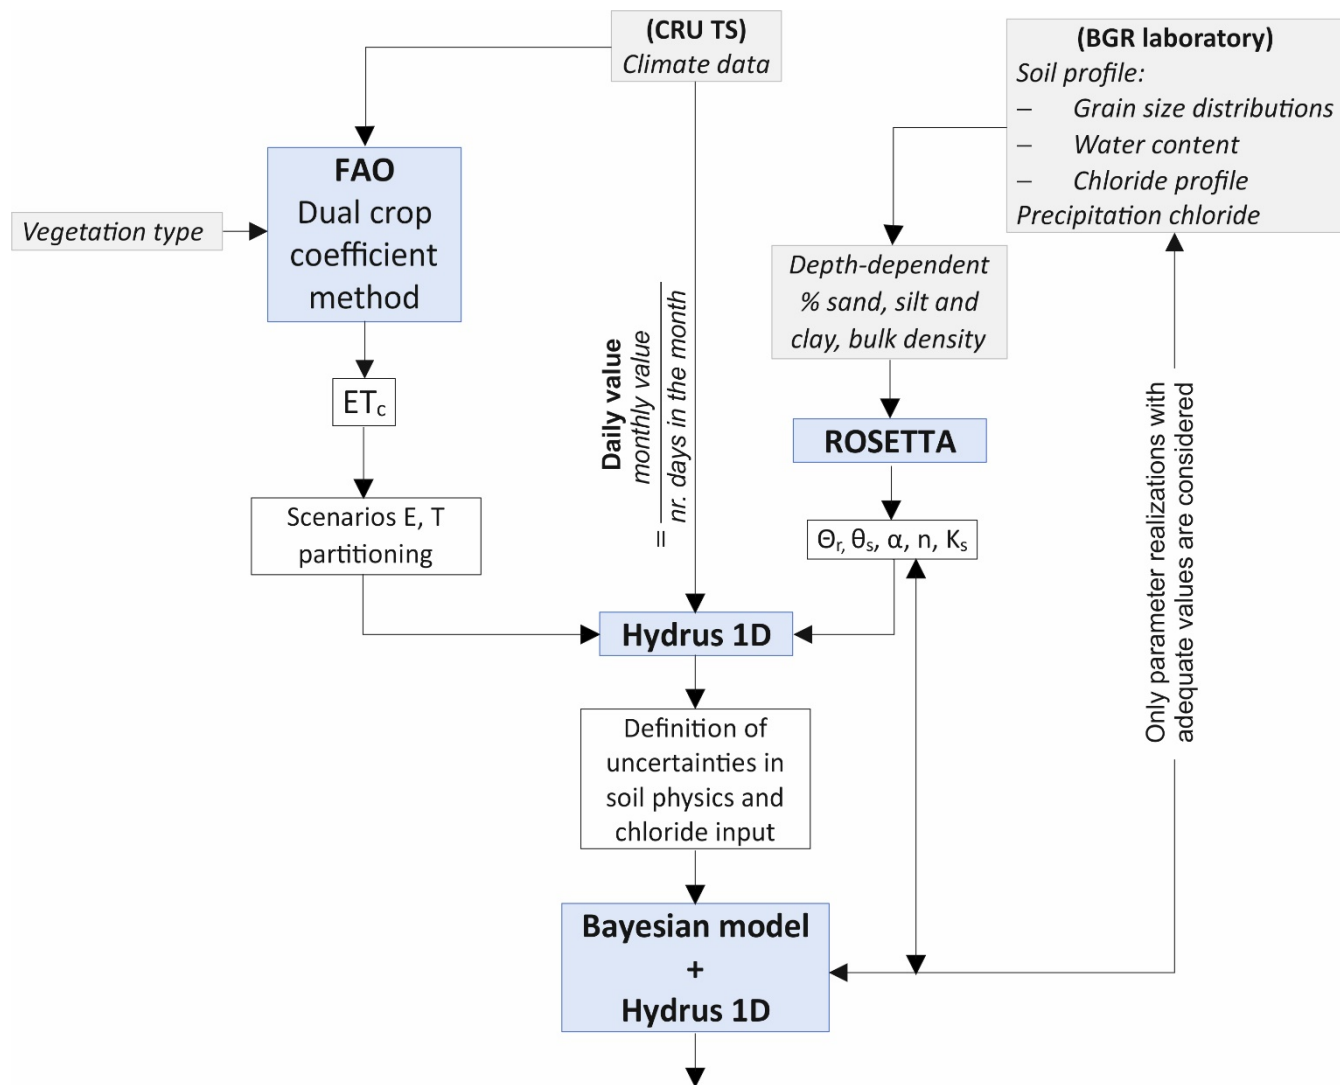 (CRU TS)
Climate data
(BGR laboratory)
Soil profile:
– Grain size distributions
– Water content
– Chloride profile
Precipitation chloride
FAO
Dual crop
coefficient
method
Vegetation type
Depth-dependent
% sand, silt and
clay, bulk density
ETc
Daily value
= monthly value
nr. days in the month
ROSETTA
Only parameter realizations with
adequate values are considered
Scenarios E, T
partitioning
Θr, θs, α, n, Ks
Hydrus 1D
Definition of
uncertainties in
soil physics and
chloride input
Bayesian model
+
Hydrus 1D